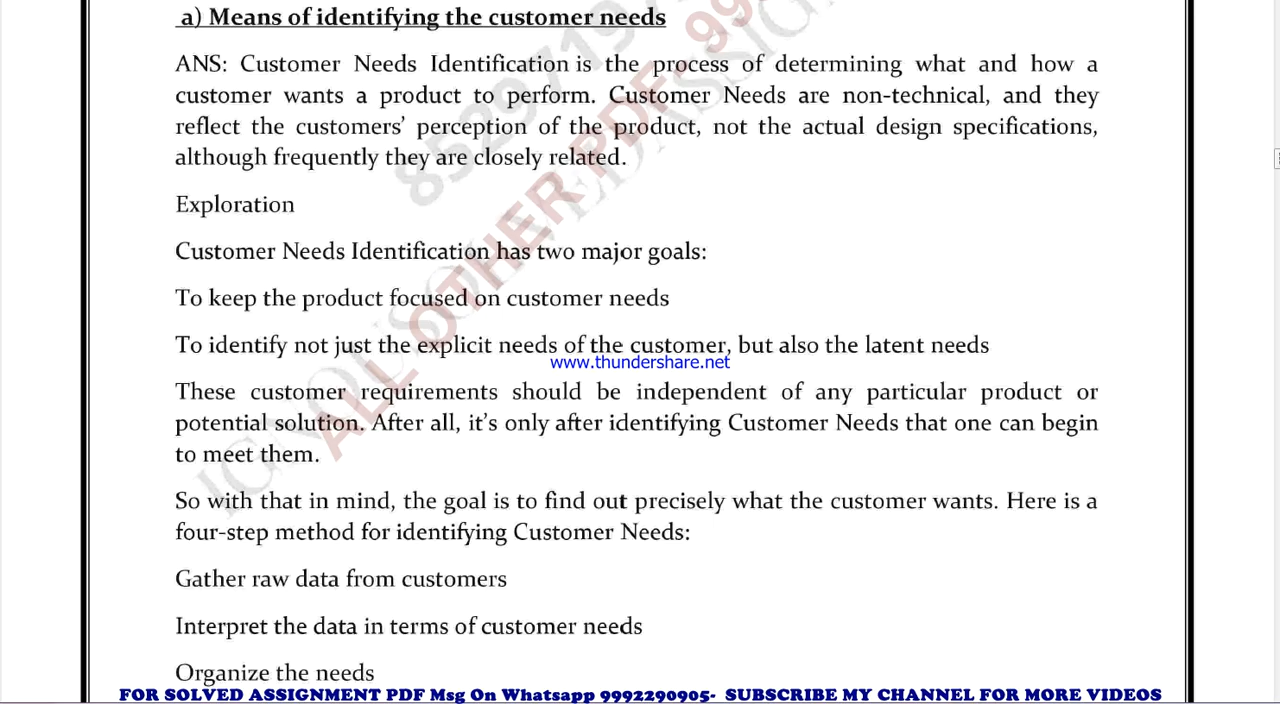 a) Means of identifying the customer needs
ANS: Customer Needs Identification is the process of determining what and how a
customer wants a product to perform. Customer Needs are non-technical, and they
reflect the customers’ perception of the product, not the actual design specifications,
although frequently they are closely related.
Exploration
Customer Needs Identification has two major goals:
To keep the product focused on customer needs
To identify not just the explicit needs of the customer, but also the latent needs
www.thundershare.net
These customer requirements should be independent of any particular product or
potential solution. After all, it’s only after identifying Customer Needs that one can begin
to meet them.
So with that in mind, the goal is to find out precisely what the customer wants. Here is a
four-step method for identifying Customer Needs:
Gather raw data from customers
Interpret the data in terms of customer needs
Organize the needs
FOR SOLVED ASSIGNMENT PDF Msg On Whatsapp 9992290905- SUBSCRIBE MY CHANNEL FOR MORE VIDEOS
ALL OTHER PDF- 99